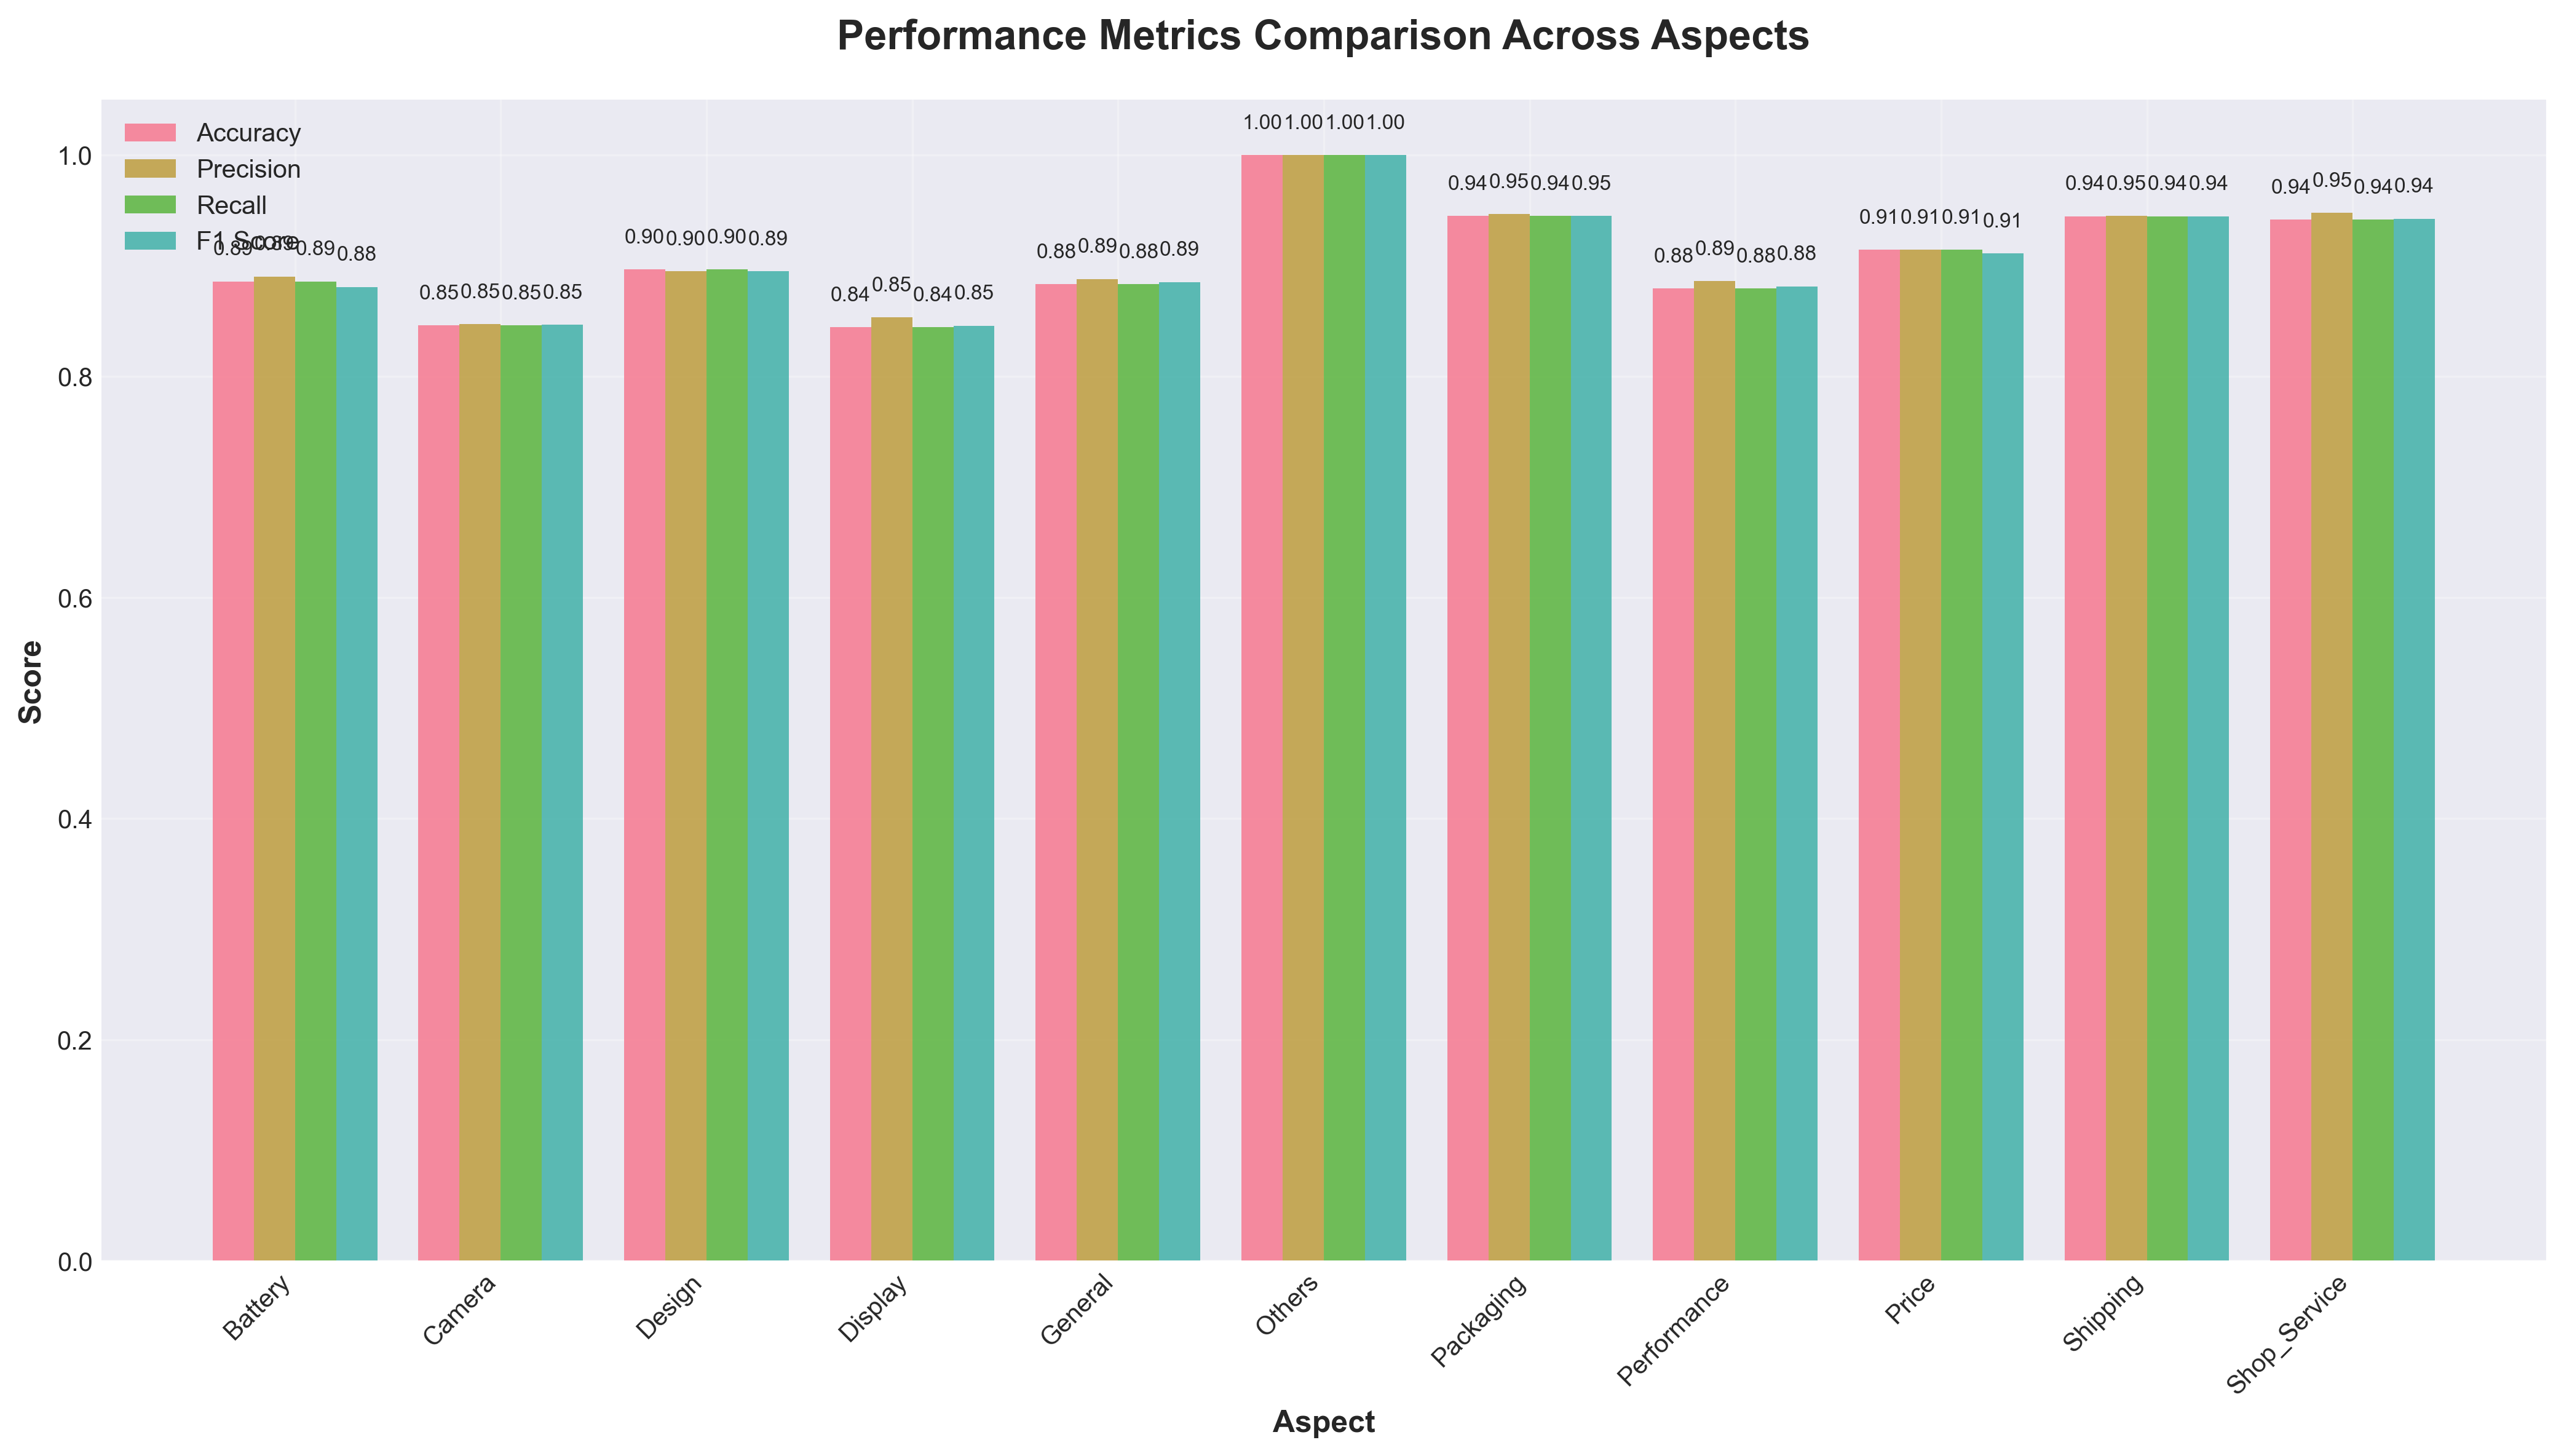 Performance Metrics Comparison Across Aspects
Accuracy
Precision
Recall
F1 Score
1.00 1.00 1.00 1.00
0.94 0.95 0.94 0.95
0.94 0.95 0.94 0.94
0.94 0.95 0.94 0.94
0.91 0.91 0.91 0.91
0.90 0.90 0.90 0.89
0.89 0.89 0.89 0.88
0.88 0.89 0.88 0.89
0.88 0.89 0.88 0.88
0.85 0.85 0.85 0.85
0.84 0.85 0.84 0.85
1.0
0.8
0.6
0.4
0.2
0.0
Score
Battery
Camera
Design
Display
General
Others
Packaging
Performance
Price
Shipping
Shop_Service
Aspect